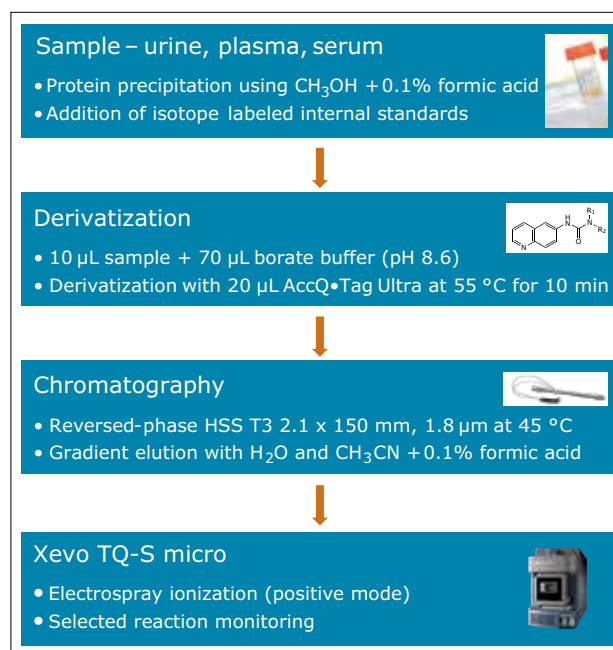 Sample – urine, plasma, serum
• Protein precipitation using CH₃OH +0.1% formic acid
• Addition of isotope labeled internal standards
Derivatization
H
N
R₁
N
R₂
O
N
• 10 µL sample + 70 µL borate buffer (pH 8.6)
• Derivatization with 20 µL AccQ•Tag Ultra at 55 °C for 10 min
Chromatography
• Reversed-phase HSS T3 2.1 x 150 mm, 1.8 µm at 45 °C
• Gradient elution with H₂O and CH₃CN +0.1% formic acid
Xevo TQ-S micro
• Electrospray ionization (positive mode)
• Selected reaction monitoring